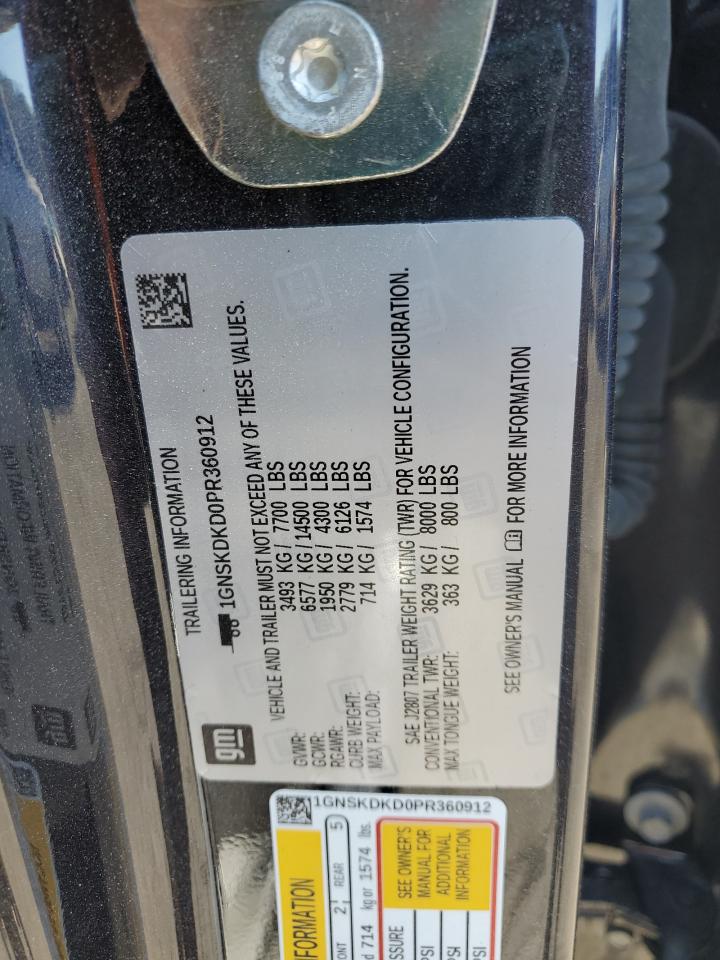 TRAILERING INFORMATION
1GNSKDKD0PR360912
gm
VEHICLE AND TRAILER MUST NOT EXCEED ANY OF THESE VALUES.
GVWR: 3493 KG / 7700 LBS
GCWR: 6577 KG / 14500 LBS
RGAWR: 1950 KG / 4300 LBS
CURB WEIGHT: 2779 KG / 6126 LBS
MAX PAYLOAD: 714 KG / 1574 LBS
SAE J2807 TRAILER WEIGHT RATING (TWR) FOR VEHICLE CONFIGURATION.
CONVENTIONAL TWR: 3629 KG / 8000 LBS
MAX TONGUE WEIGHT: 363 KG / 800 LBS
SEE OWNER'S MANUAL FOR MORE INFORMATION
1GNSKDKD0PR360912
FORMATION
ONT 2 REAR 5
d 714 kg or 1574 lbs.
SSURE
SEE OWNER'S
MANUAL FOR
ADDITIONAL
INFORMATION
PSI
PSI
PSI